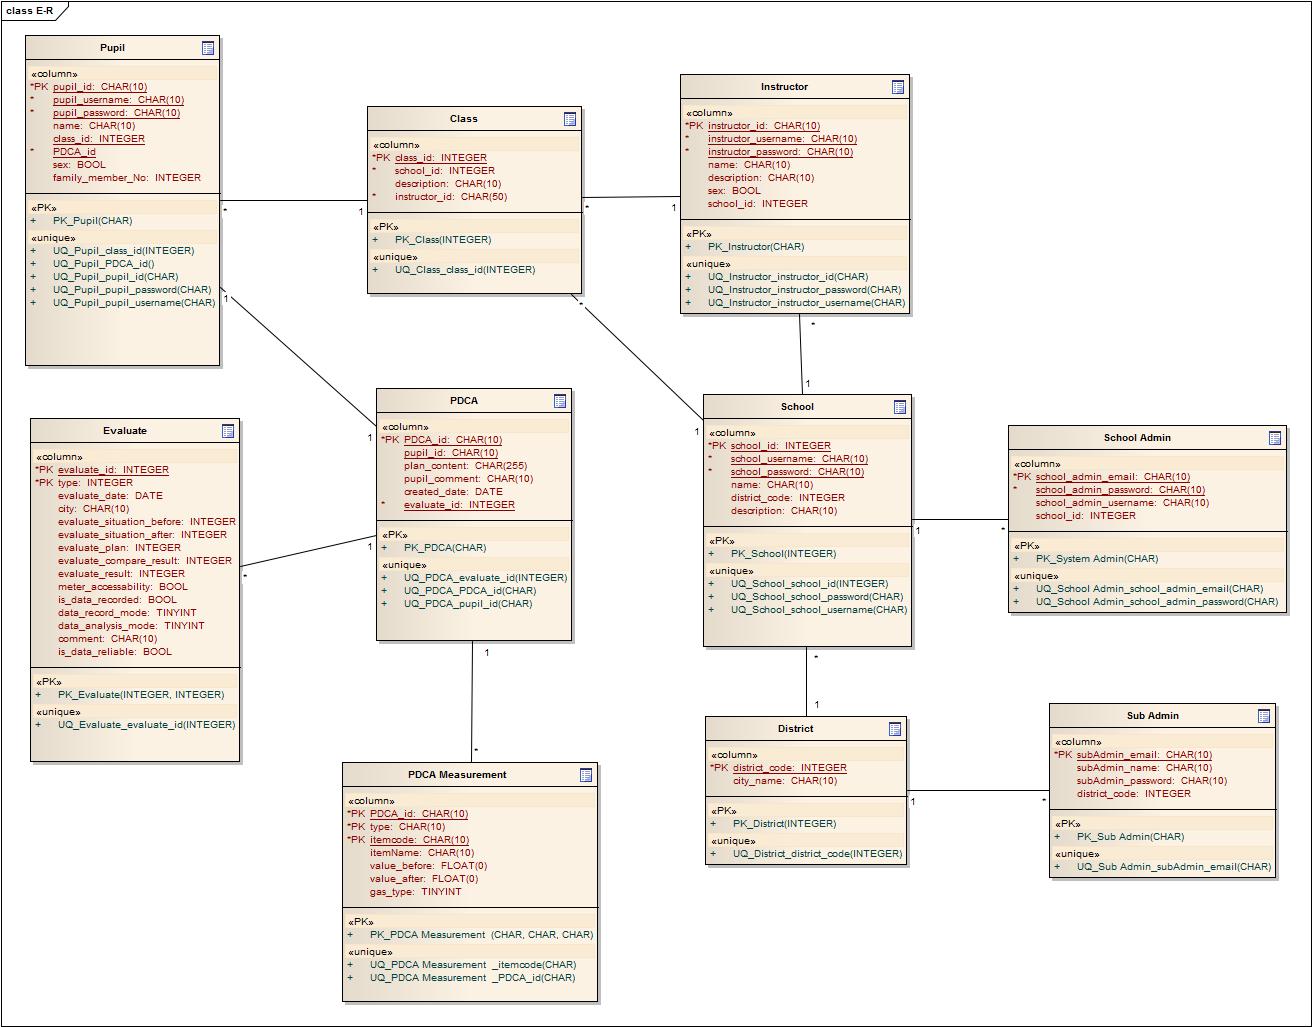 class E-R
Pupil
«column»
*PK pupil_id: CHAR(10)
* pupil_username: CHAR(10)
* pupil_password: CHAR(10)
name: CHAR(10)
class_id: INTEGER
* PDCA_id
sex: BOOL
family_member_No: INTEGER
«PK»
+ PK_Pupil(CHAR)
«unique»
+ UQ_Pupil_class_id(INTEGER)
+ UQ_Pupil_PDCA_id()
+ UQ_Pupil_pupil_id(CHAR)
+ UQ_Pupil_pupil_password(CHAR)
+ UQ_Pupil_pupil_username(CHAR)
*
1
1
1
Class
«column»
*PK class_id: INTEGER
* school_id: INTEGER
description: CHAR(10)
* instructor_id: CHAR(50)
«PK»
+ PK_Class(INTEGER)
«unique»
+ UQ_Class_class_id(INTEGER)
*
1
*
1
Instructor
«column»
*PK instructor_id: CHAR(10)
* instructor_username: CHAR(10)
* instructor_password: CHAR(10)
name: CHAR(10)
description: CHAR(10)
sex: BOOL
school_id: INTEGER
«PK»
+ PK_Instructor(CHAR)
«unique»
+ UQ_Instructor_instructor_id(CHAR)
+ UQ_Instructor_instructor_password(CHAR)
+ UQ_Instructor_instructor_username(CHAR)
*
1
Evaluate
«column»
*PK evaluate_id: INTEGER
*PK type: INTEGER
evaluate_date: DATE
city: CHAR(10)
evaluate_situation_before: INTEGER
evaluate_situation_after: INTEGER
evaluate_plan: INTEGER
evaluate_compare_result: INTEGER
evaluate_result: INTEGER
meter_accessability: BOOL
is_data_recorded: BOOL
data_record_mode: TINYINT
data_analysis_mode: TINYINT
comment: CHAR(10)
is_data_reliable: BOOL
«PK»
+ PK_Evaluate(INTEGER, INTEGER)
«unique»
+ UQ_Evaluate_evaluate_id(INTEGER)
*
1
PDCA
«column»
*PK PDCA_id: CHAR(10)
pupil_id: CHAR(10)
plan_content: CHAR(255)
pupil_comment: CHAR(10)
created_date: DATE
* evaluate_id: INTEGER
«PK»
+ PK_PDCA(CHAR)
«unique»
+ UQ_PDCA_evaluate_id(INTEGER)
+ UQ_PDCA_PDCA_id(CHAR)
+ UQ_PDCA_pupil_id(CHAR)
1
*
School
«column»
*PK school_id: INTEGER
* school_username: CHAR(10)
* school_password: CHAR(10)
name: CHAR(10)
district_code: INTEGER
description: CHAR(10)
«PK»
+ PK_School(INTEGER)
«unique»
+ UQ_School_school_id(INTEGER)
+ UQ_School_school_password(CHAR)
+ UQ_School_school_username(CHAR)
1
*
*
1
School Admin
«column»
*PK school_admin_email: CHAR(10)
* school_admin_password: CHAR(10)
school_admin_username: CHAR(10)
school_id: INTEGER
«PK»
+ PK_System Admin(CHAR)
«unique»
+ UQ_School Admin_school_admin_email(CHAR)
+ UQ_School Admin_school_admin_password(CHAR)
PDCA Measurement
«column»
*PK PDCA_id: CHAR(10)
*PK type: CHAR(10)
*PK itemcode: CHAR(10)
itemName: CHAR(10)
value_before: FLOAT(0)
value_after: FLOAT(0)
gas_type: TINYINT
«PK»
+ PK_PDCA Measurement (CHAR, CHAR, CHAR)
«unique»
+ UQ_PDCA Measurement _itemcode(CHAR)
+ UQ_PDCA Measurement _PDCA_id(CHAR)
District
«column»
*PK district_code: INTEGER
city_name: CHAR(10)
«PK»
+ PK_District(INTEGER)
«unique»
+ UQ_District_district_code(INTEGER)
1
*
Sub Admin
«column»
*PK subAdmin_email: CHAR(10)
subAdmin_name: CHAR(10)
subAdmin_password: CHAR(10)
district_code: INTEGER
«PK»
+ PK_Sub Admin(CHAR)
«unique»
+ UQ_Sub Admin_subAdmin_email(CHAR)